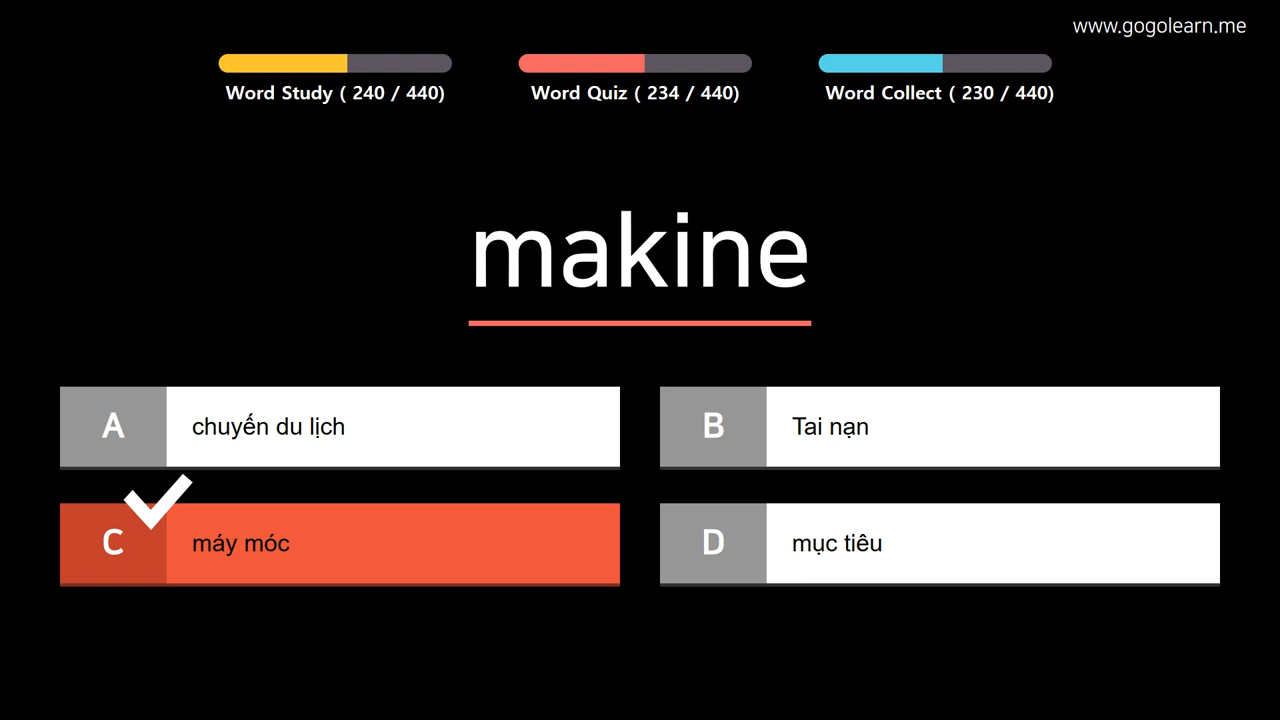 www.gogolearn.me
Word Study ( 240 / 440)
Word Quiz ( 234 / 440)
Word Collect ( 230 / 440)
makine
A
chuyến du lịch
B
Tai nạn
C
máy móc
D
mục tiêu